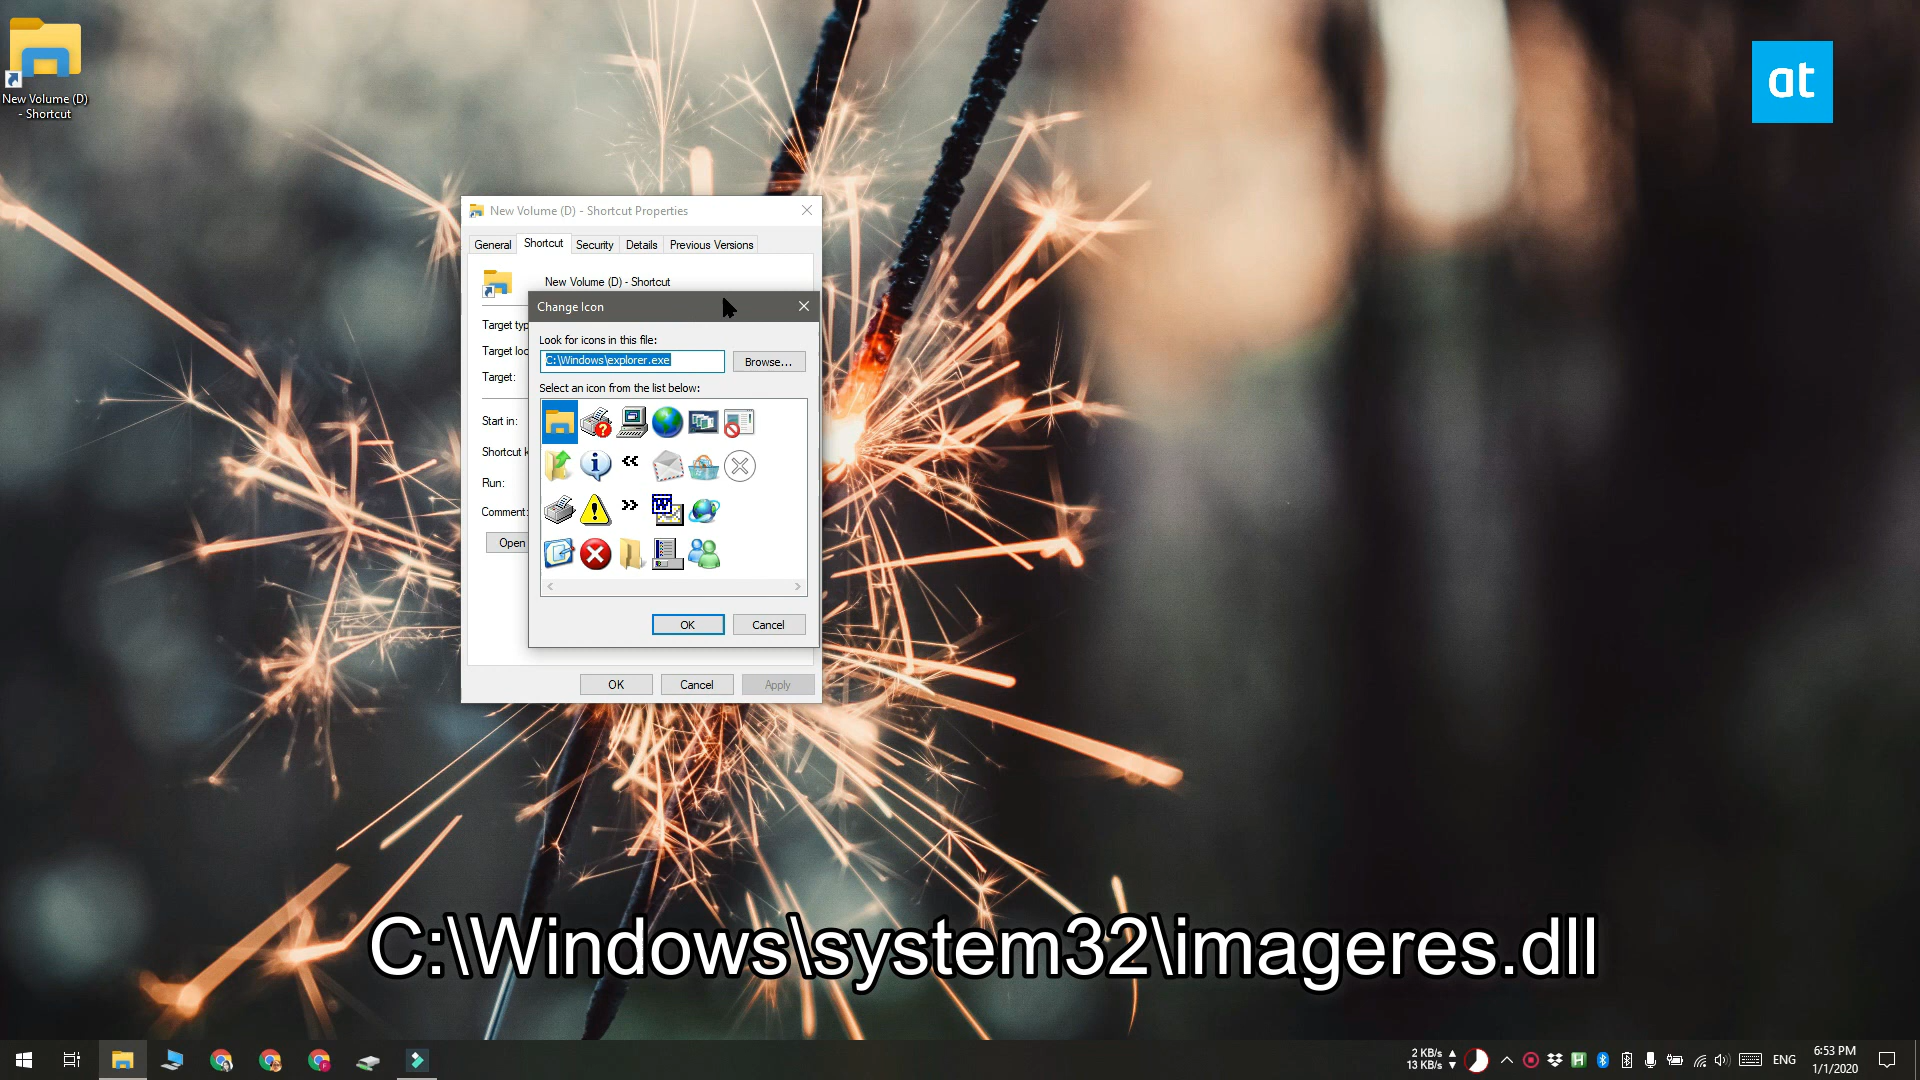 New Volume (D)
- Shortcut
at
New Volume (D) - Shortcut Properties
General Shortcut Security Details Previous Versions
New Volume (D) - Shortcut
Change Icon
Target typ
Look for icons in this file:
Target loc
C:\Windows\explorer.exe Browse...
Target:
Select an icon from the list below:
Start in:
Shortcut k
Run:
Comment:
Open
OK Cancel
OK Cancel Apply
C:\Windows\system32\imageres.dll
2 KB/s
13 KB/s
H
ENG
6:53 PM
1/1/2020